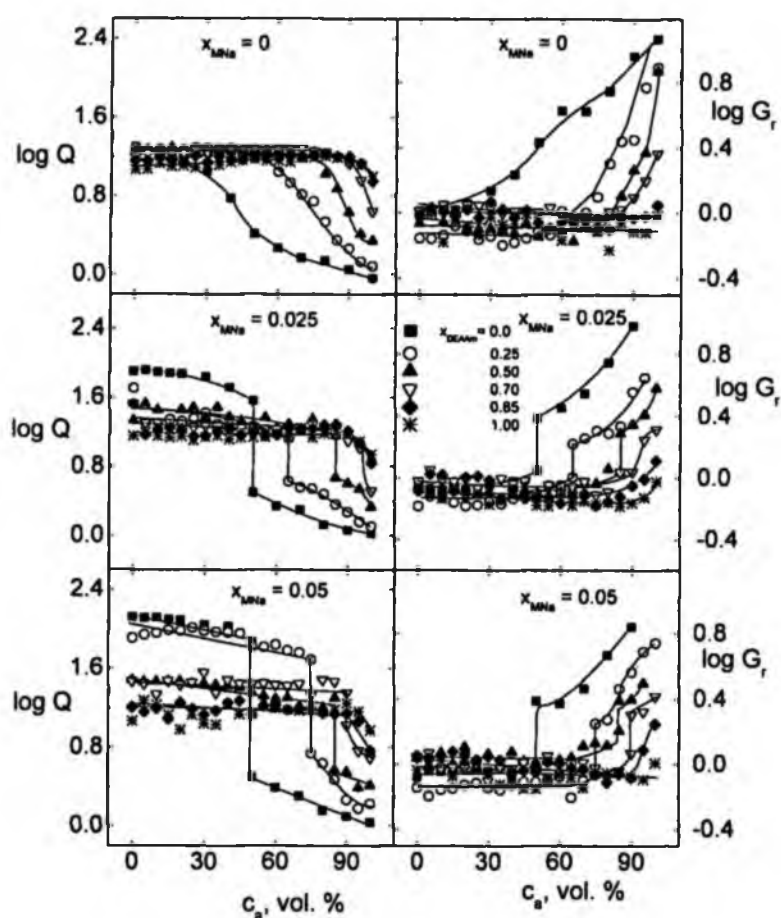 2.4
x_MNa = 0
x_MNa = 0
0.8
1.6
log Q
log G_r
0.4
0.8
0.0
0.0
-0.4
2.4
x_MNa = 0.025
x_DEAAm = 0.0
x_MNa = 0.025
0.8
0.25
1.6
0.50
log Q
0.70
0.4
log G_r
0.8
0.85
1.00
0.0
0.0
-0.4
2.4
x_MNa = 0.05
x_MNa = 0.05
0.8
1.6
log Q
log G_r
0.4
0.8
0.0
0.0
-0.4
0 30 60 90
0 30 60 90
c_a, vol. %
c_a, vol. %